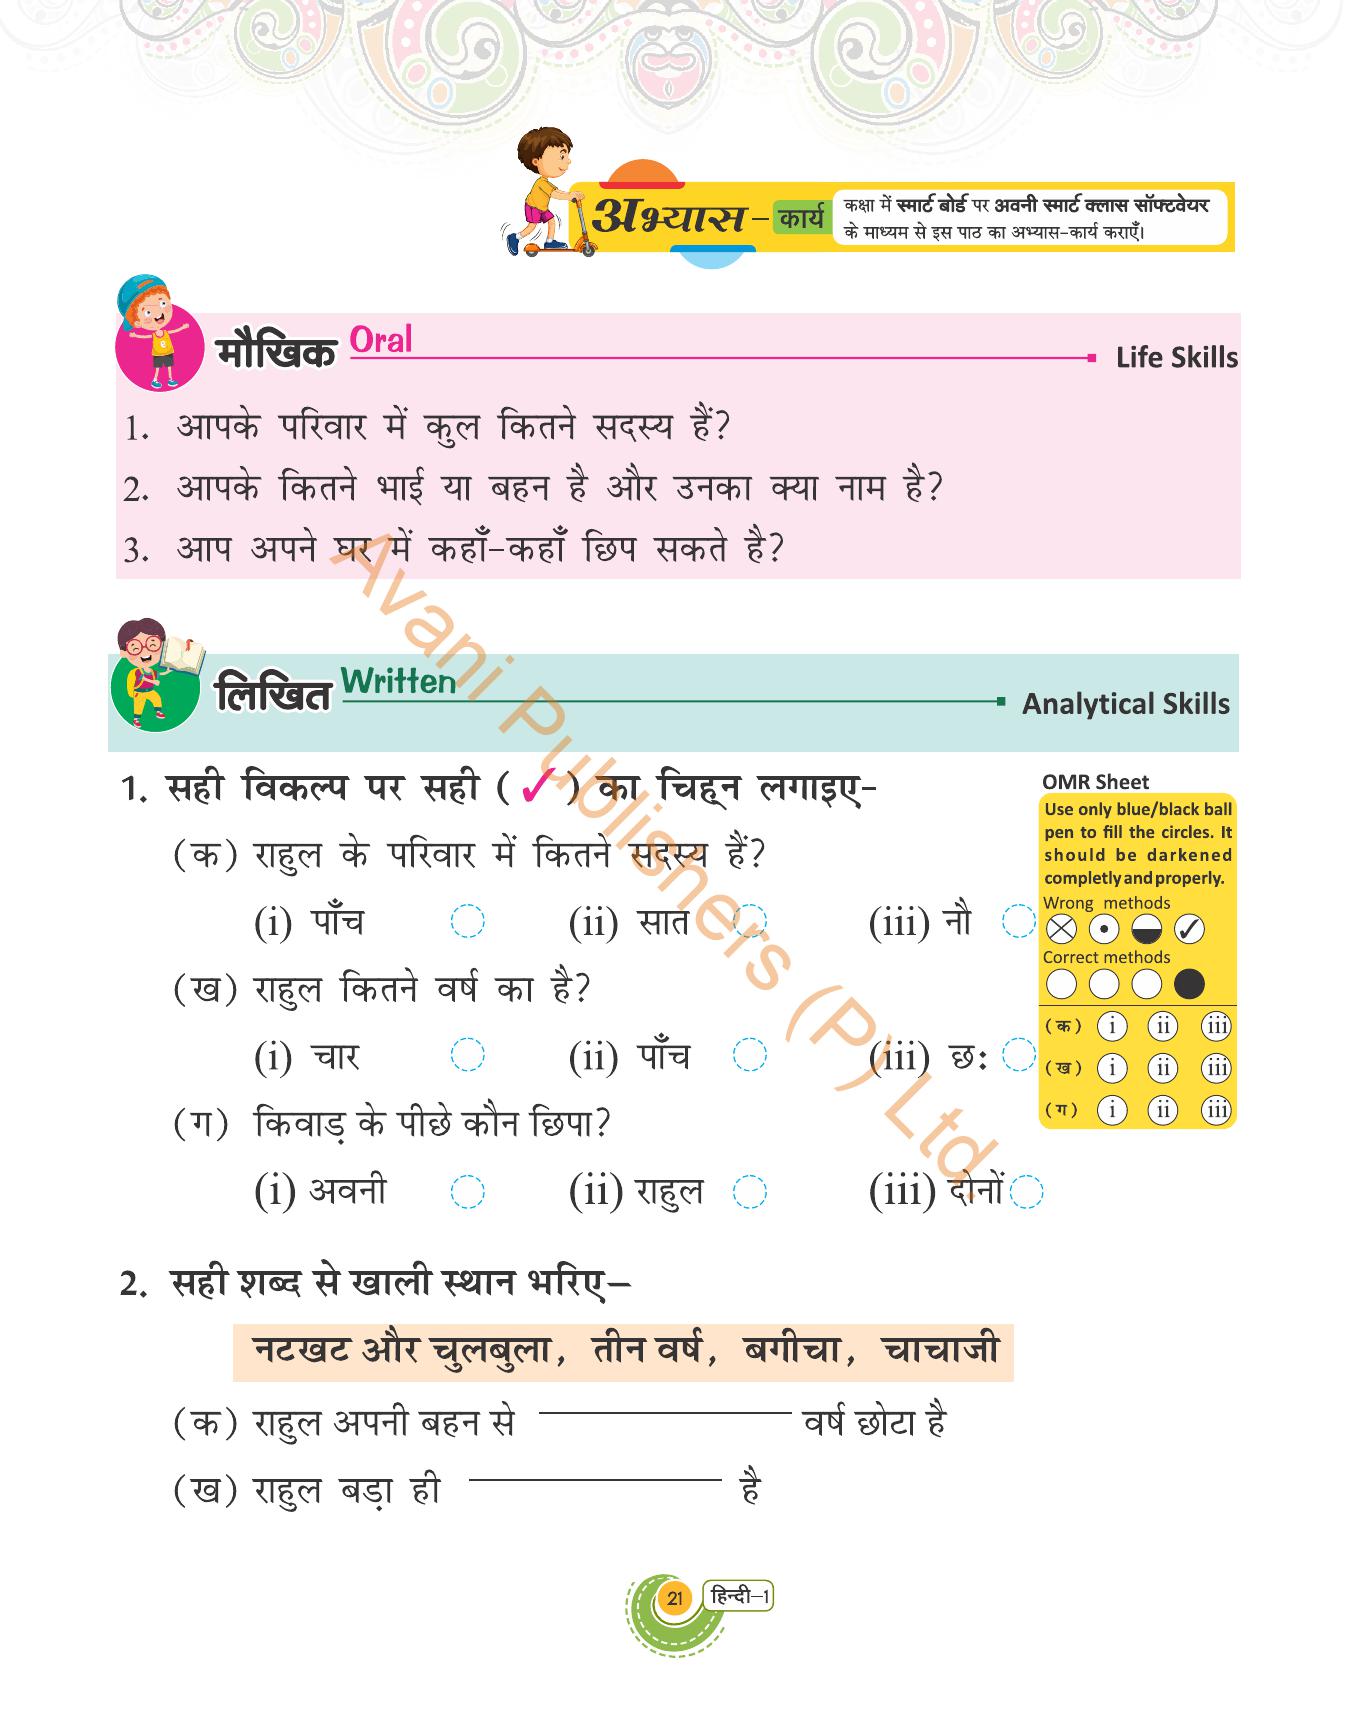 अभ्यास – कार्य
कक्षा में स्मार्ट बोर्ड पर अवनी स्मार्ट क्लास सॉफ्टवेयर
के माध्यम से इस पाठ का अभ्यास-कार्य कराएँ।
मौखिक Oral Life Skills
1. आपके परिवार में कुल कितने सदस्य हैं?
2. आपके कितने भाई या बहन है और उनका क्या नाम है?
3. आप अपने घर में कहाँ-कहाँ छिप सकते है?
लिखित Written Analytical Skills
1. सही विकल्प पर सही ( ✓ ) का चिह्न लगाइए-
(क) राहुल के परिवार में कितने सदस्य हैं?
(i) पाँच (ii) सात (iii) नौ
(ख) राहुल कितने वर्ष का है?
(i) चार (ii) पाँच (iii) छः
(ग) किवाड़ के पीछे कौन छिपा?
(i) अवनी (ii) राहुल (iii) दोनों
OMR Sheet
Use only blue/black ball
pen to fill the circles. It
should be darkened
completly and properly.
Wrong methods
Correct methods
(क) i ii iii
(ख) i ii iii
(ग) i ii iii
2. सही शब्द से खाली स्थान भरिए–
नटखट और चुलबुला, तीन वर्ष, बगीचा, चाचाजी
(क) राहुल अपनी बहन से ________ वर्ष छोटा है
(ख) राहुल बड़ा ही ________ है
21 हिन्दी–1
Avani Publishers (P) Ltd.